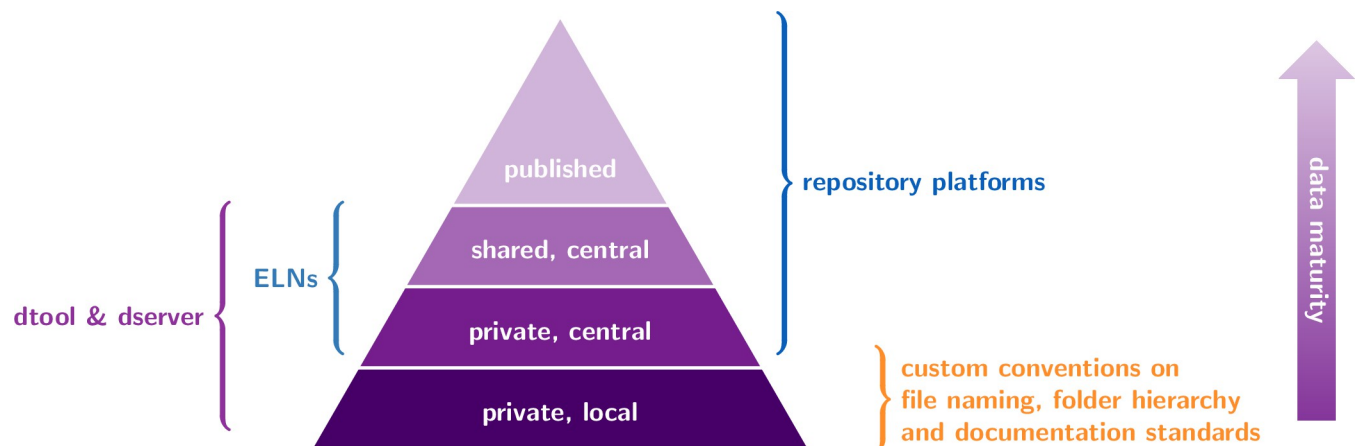 published
repository platforms
shared, central
ELNs
dtool & dserver
private, central
custom conventions on
file naming, folder hierarchy
and documentation standards
private, local
data maturity